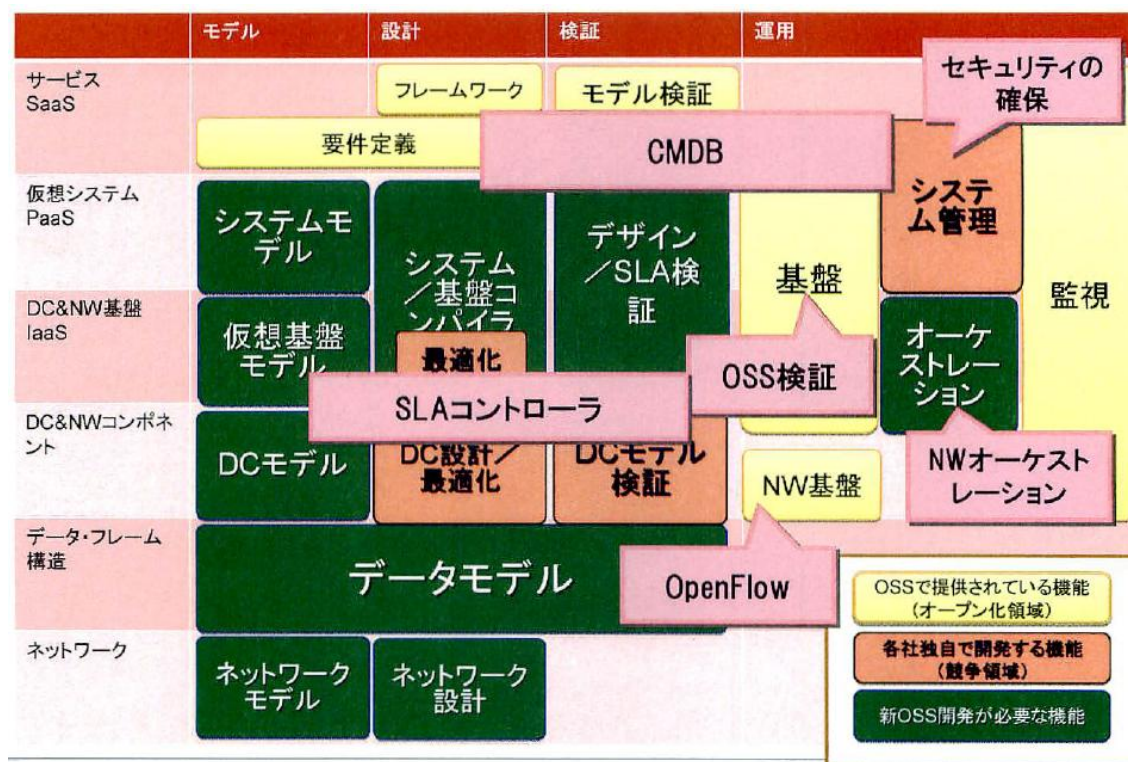 モデル
設計
検証
運用
サービス
SaaS
フレームワーク
モデル検証
セキュリティの
確保
要件定義
CMDB
仮想システム
PaaS
システムモ
デル
システム
／基盤コ
ンパイラ
デザイン
／SLA検
証
基盤
システ
ム管理
監視
DC&NW基盤
IaaS
仮想基盤
モデル
最適化
OSS検証
オーケ
ストレー
ション
SLAコントローラ
DC&NWコンポネ
ント
DCモデル
DC設計／
最適化
DCモデル
検証
NW基盤
NWオーケスト
レーション
データ・フレーム
構造
データモデル
OpenFlow
OSSで提供されている機能
(オープン化領域)
各社独自で開発する機能
(競争領域)
新OSS開発が必要な機能
ネットワーク
ネットワーク
モデル
ネットワーク
設計